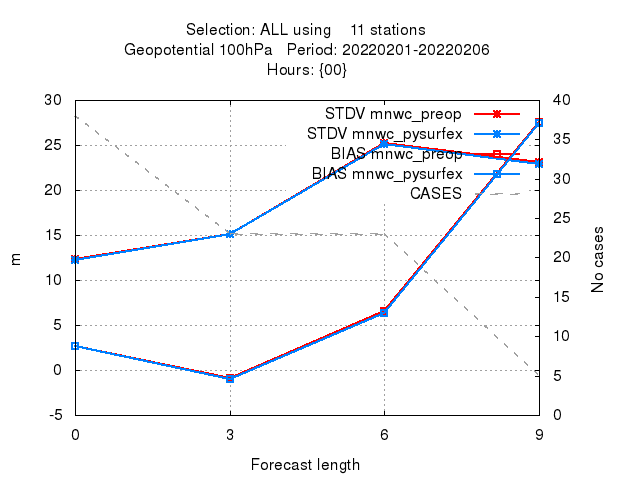 Selection: ALL using    11 stations
Geopotential 100hPa   Period: 20220201-20220206
Hours: {00}
30
25
20
15
10
5
0
-5
40
35
30
25
20
15
10
5
0
STDV mnwc_preop
STDV mnwc_pysurfex
BIAS mnwc_preop
BIAS mnwc_pysurfex
CASES
m
No cases
0 3 6 9
Forecast length